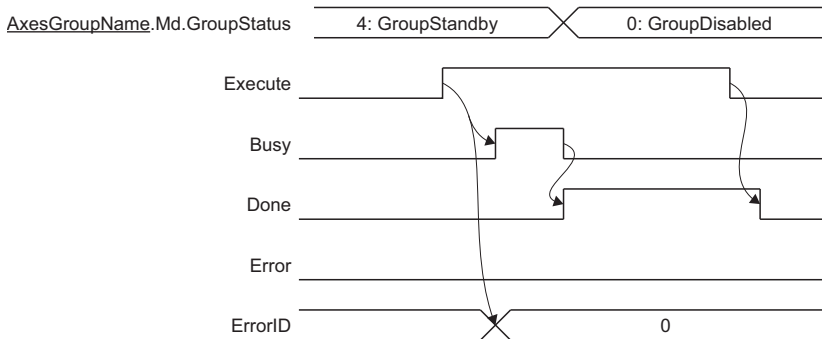 AxesGroupName.Md.GroupStatus 4: GroupStandby 0: GroupDisabled
Execute
Busy
Done
Error
ErrorID 0